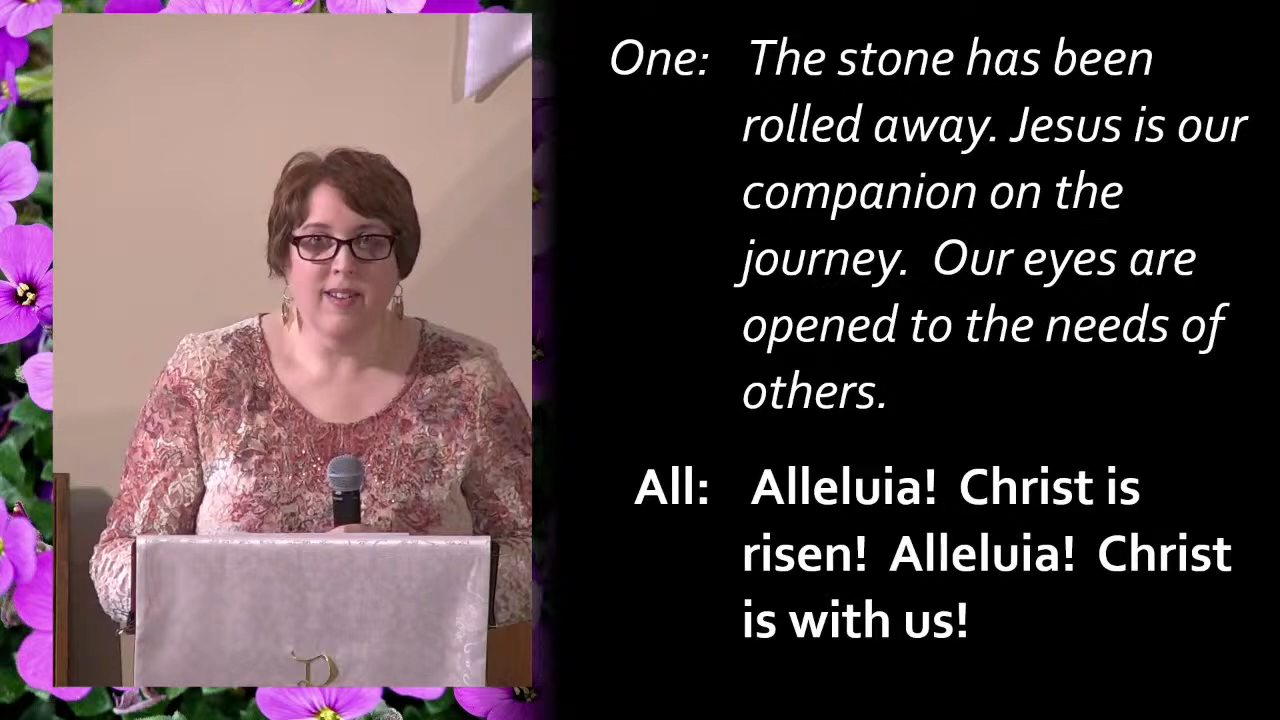 One: The stone has been
rolled away. Jesus is our
companion on the
journey. Our eyes are
opened to the needs of
others.
All: Alleluia! Christ is
risen! Alleluia! Christ
is with us!